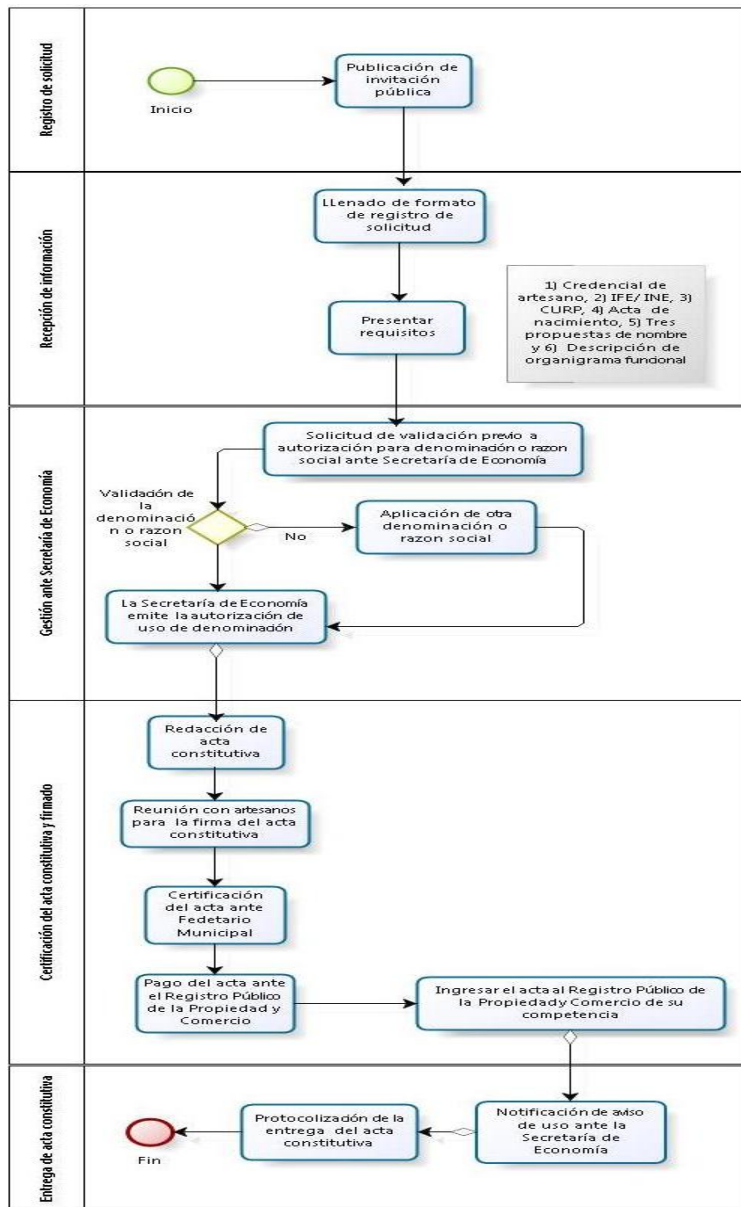 Registro de solicitud
Inicio
Publicación de
invitación
pública
Recepción de información
LLenado de formato
de registro de
solicitud
Presentar
requisitos
1) Credencial de
artesano, 2) IFE/ INE, 3)
CURP, 4) Acta de
nacimiento, 5) Tres
propuestas de nombre
y 6) Descripción de
organigrama funcional
Gestión ante Secretaría de Economía
Solicitud de validación previo a
autorización para denominación o razon
social ante Secretaría de Economía
Validación de
la
denominació
n o razon
social
No
Aplicación de otra
denominación o
razon social
La Secretaría de Economía
emite la autorización de
uso de denominación
Certificación del acta constitutiva y firmado
Redacción de
acta
constitutiva
Reunión con artesanos
para la firma del acta
constitutiva
Certificación
del acta ante
Fedetario
Municipal
Pago del acta ante
el Registro Público
de la Propiedad y
Comercio
Ingresar el acta al Registro Público de
la Propiedad y Comercio de su
competencia
Entrega de acta constitutiva
Notificación de aviso
de uso ante la
Secretaría de
Economía
Protocolización de la
entrega del acta
constitutiva
Fin